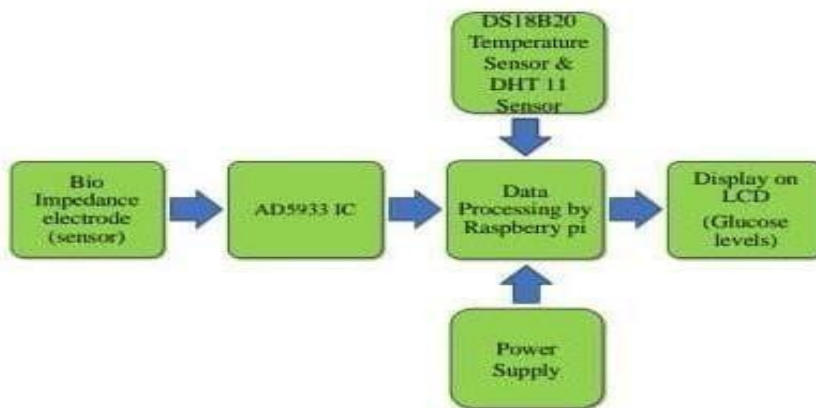 DS18B20
Temperature
Sensor &
DHT 11
Sensor
Bio
Impedance
electrode
(sensor)
AD5933 IC
Data
Processing by
Raspberry pi
Display on
LCD
(Glucose
levels)
Power
Supply